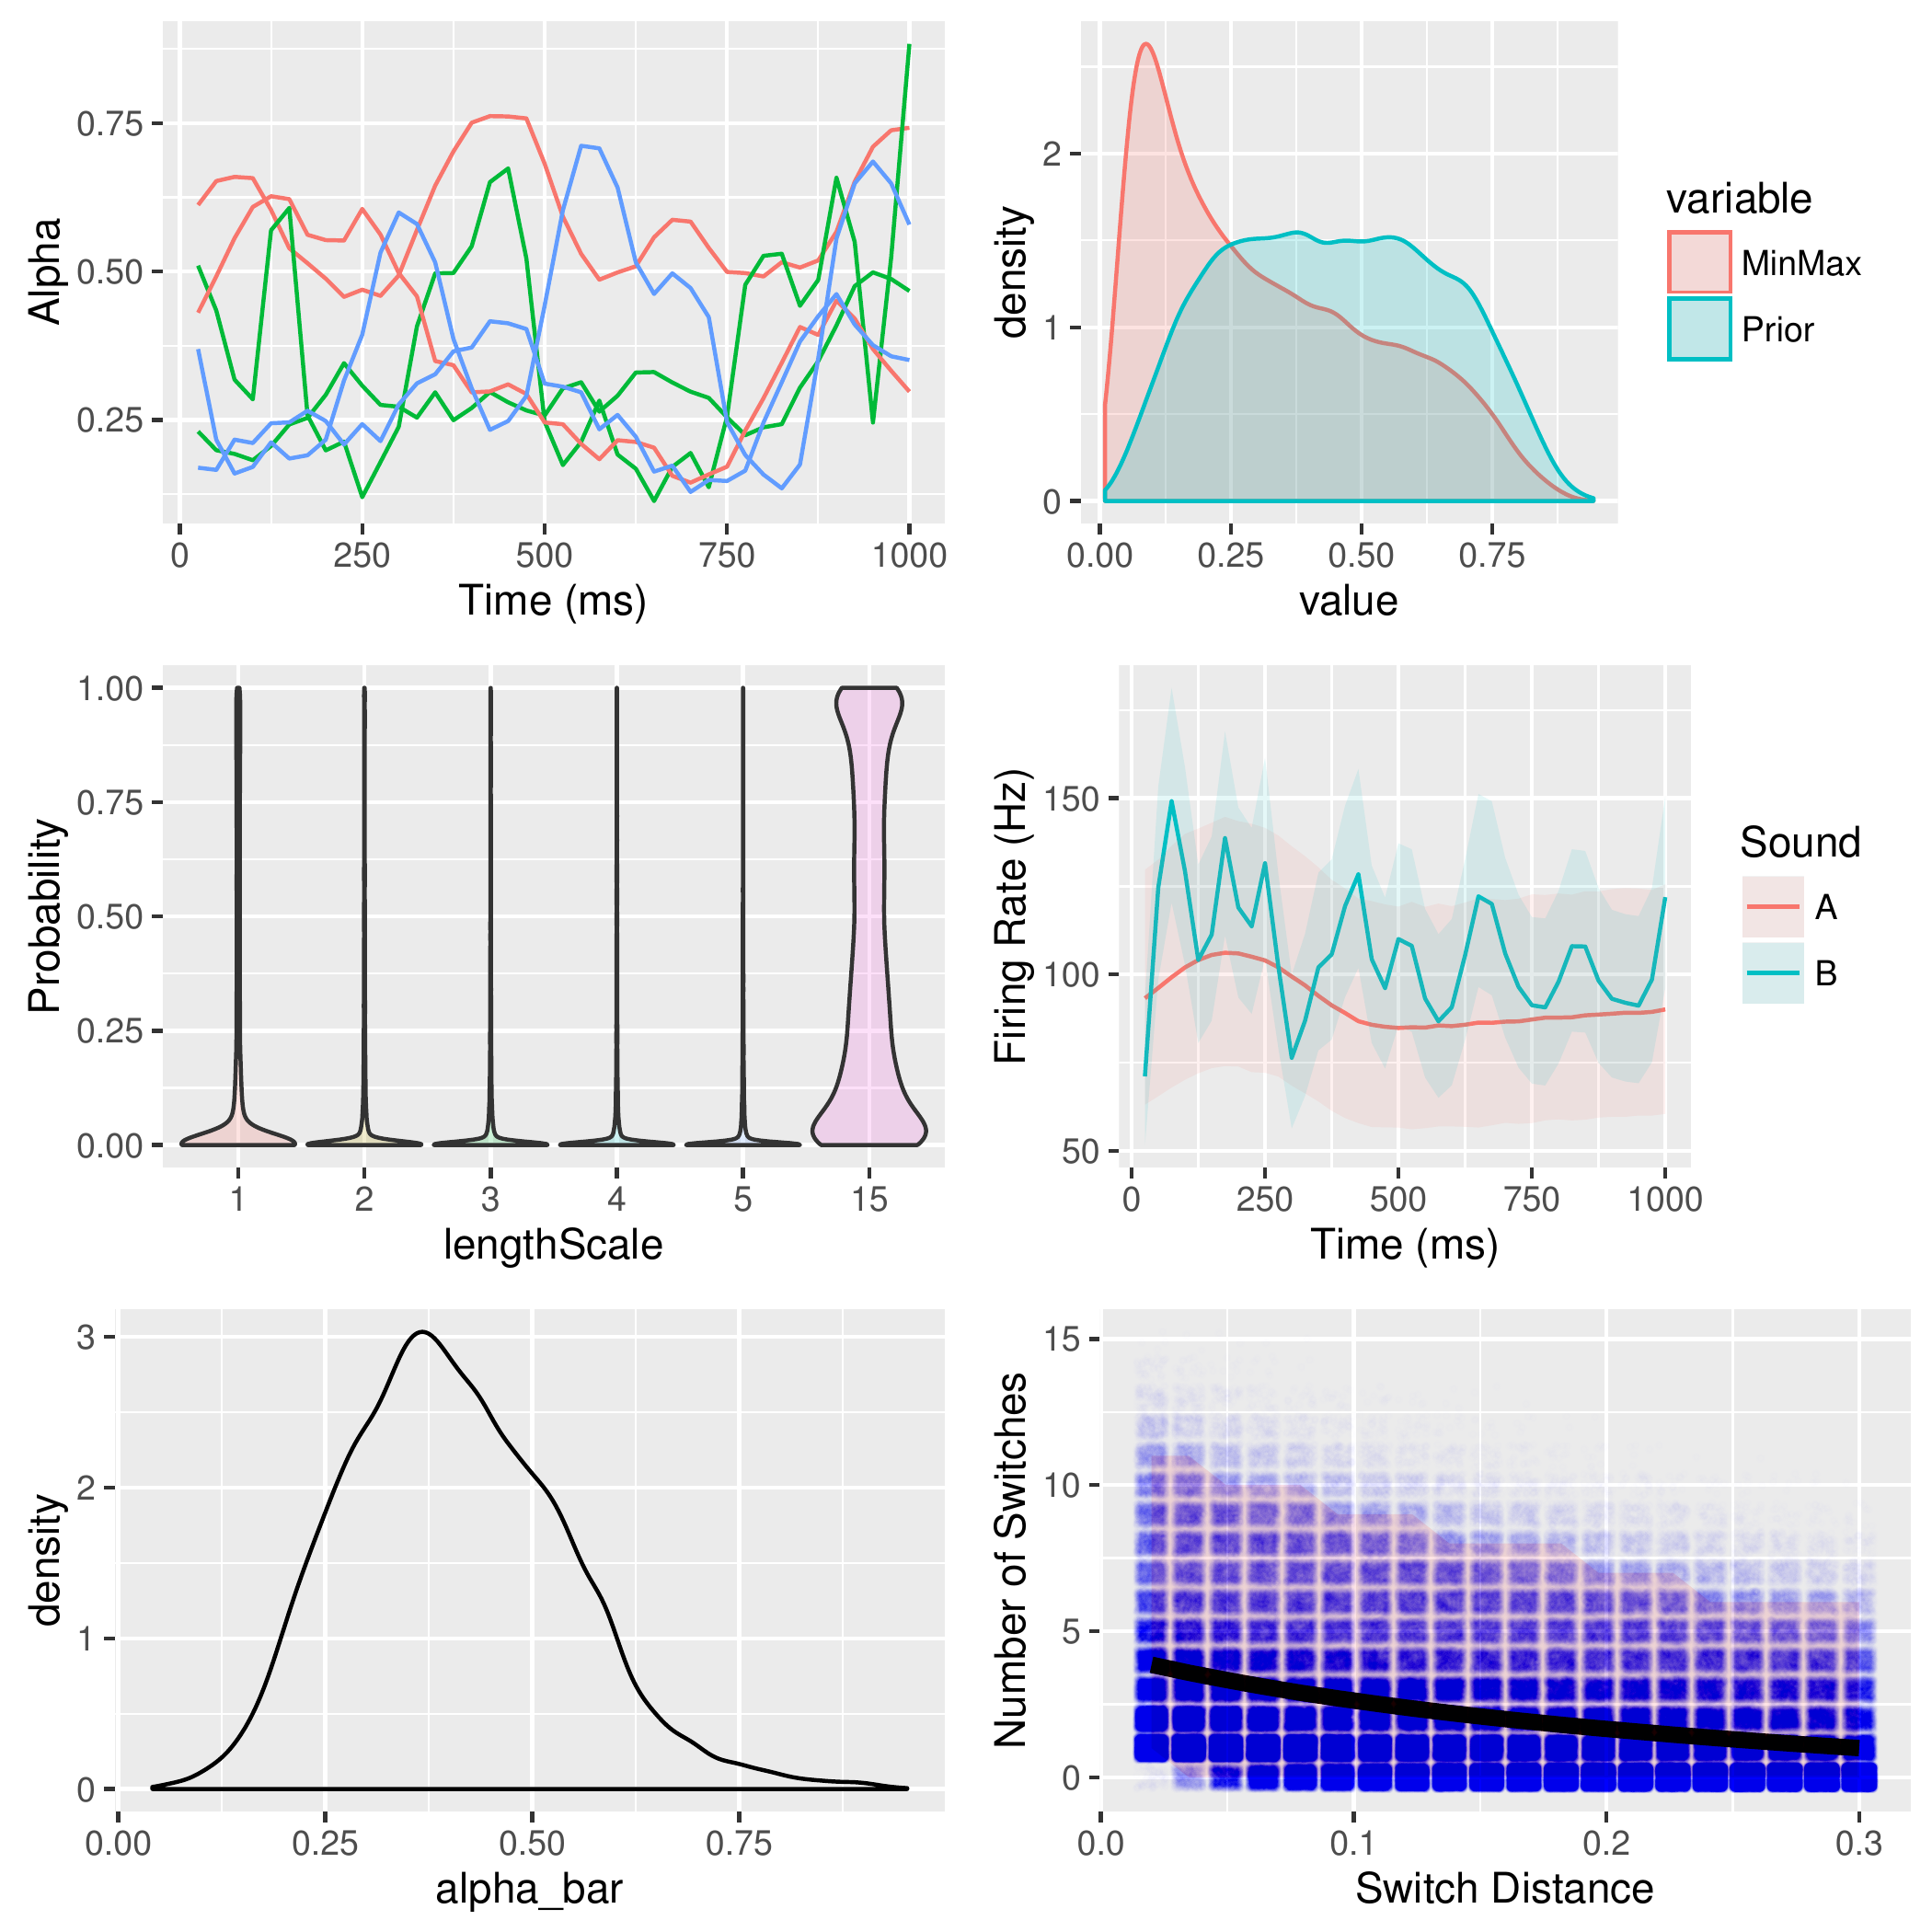 Alpha
0.75
0.50
0.25
0
250
500
750
1000
Time (ms)
density
2
1
0
0.00
0.25
0.50
0.75
value
variable
MinMax
Prior
Probability
1.00
0.75
0.50
0.25
0.00
1
2
3
4
5
15
lengthScale
Firing Rate (Hz)
150
100
50
0
250
500
750
1000
Time (ms)
Sound
A
B
density
3
2
1
0
0.00
0.25
0.50
0.75
alpha_bar
Number of Switches
15
10
5
0
0.0
0.1
0.2
0.3
Switch Distance